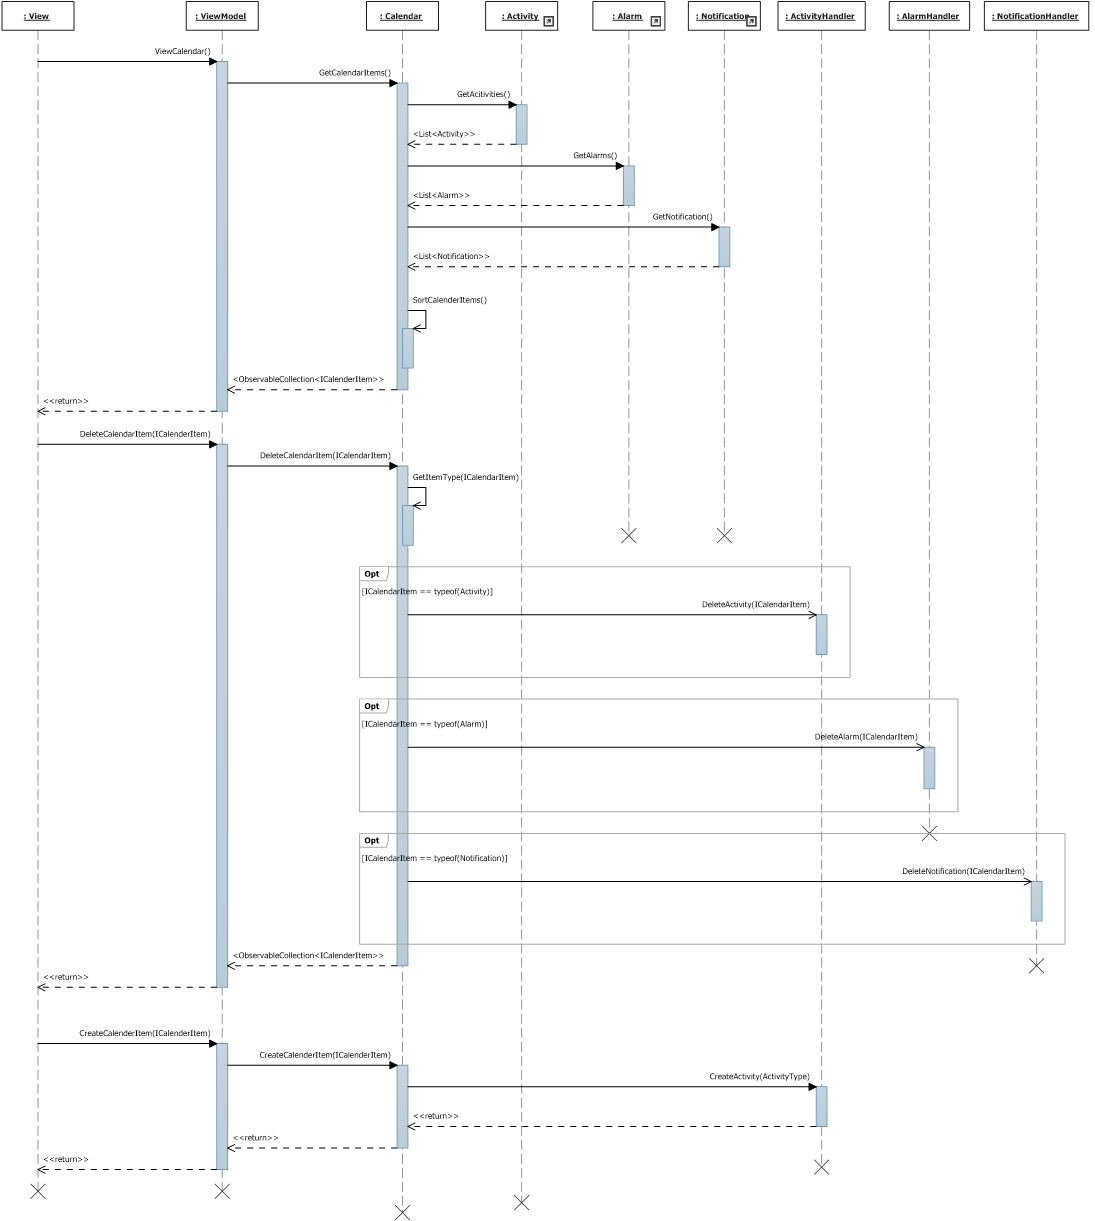 : View
: ViewModel
: Calendar
: Activity
: Alarm
: Notification
: ActivityHandler
: AlarmHandler
: NotificationHandler
ViewCalendar()
GetCalendarItems()
GetAcitivities()
<List<Activity>>
GetAlarms()
<List<Alarm>>
GetNotification()
<List<Notification>>
SortCalenderItems()
<ObservableCollection<ICalenderItem>>
<<return>>
DeleteCalendarItem(ICalenderItem)
DeleteCalendarItem(ICalendarItem)
GetItemType(ICalendarItem)
Opt
[ICalendarItem == typeof(Activity)]
DeleteActivity(ICalendarItem)
Opt
[ICalendarItem == typeof(Alarm)]
DeleteAlarm(ICalendarItem)
Opt
[ICalendarItem == typeof(Notification)]
DeleteNotification(ICalendarItem)
<ObservableCollection<ICalenderItem>>
<<return>>
CreateCalenderItem(ICalenderItem)
CreateCalenderItem(ICalenderItem)
CreateActivity(ActivityType)
<<return>>
<<return>>
<<return>>